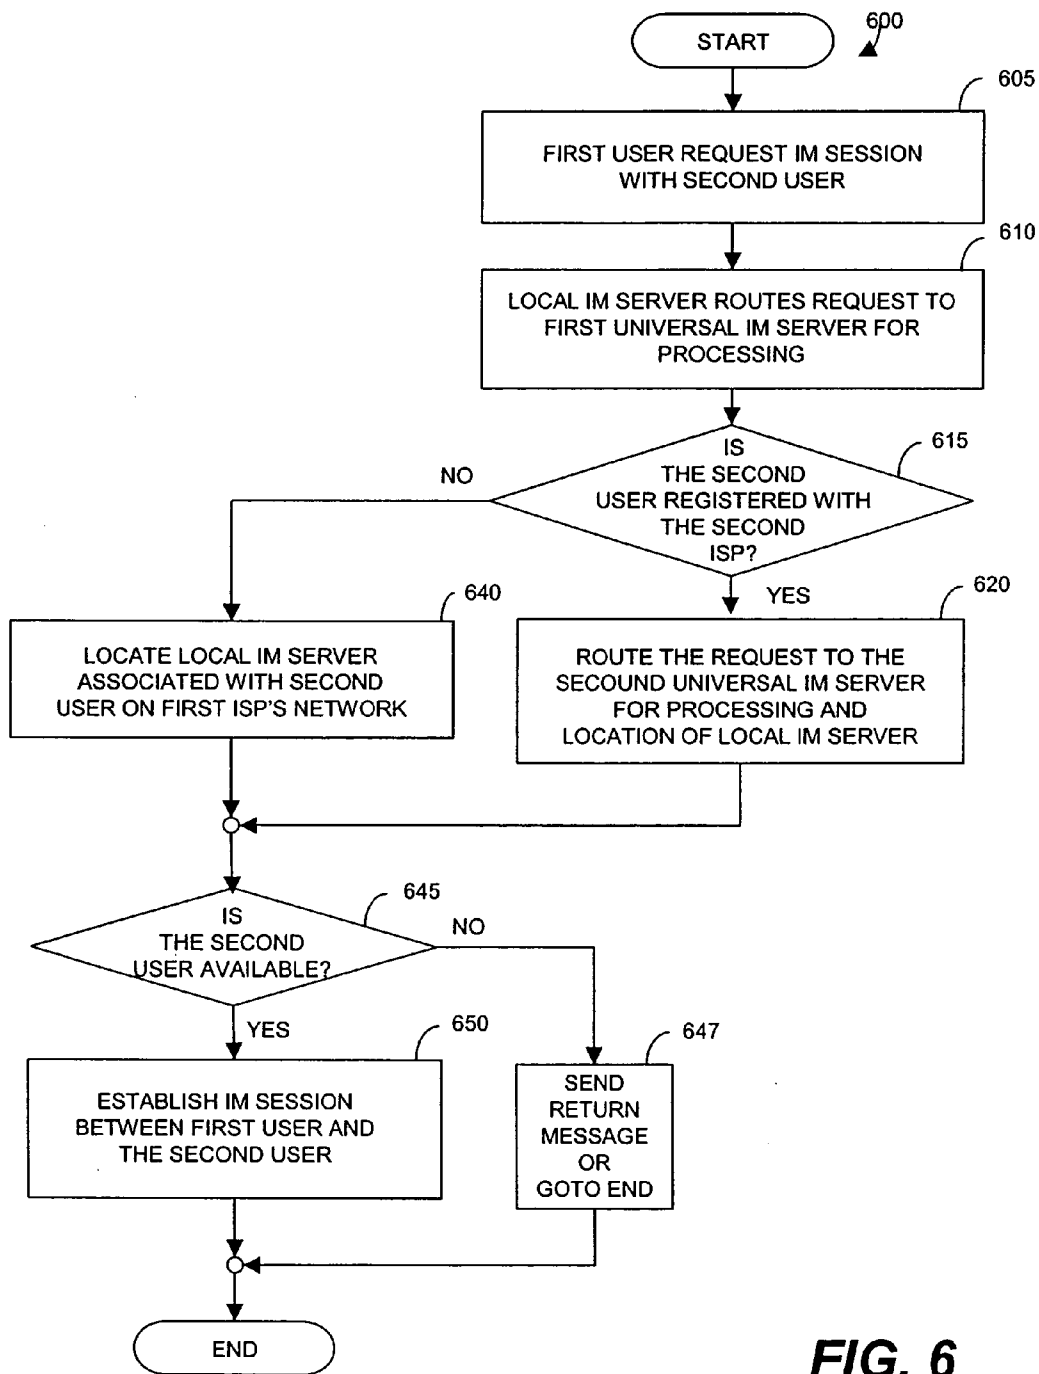 START
600
605
FIRST USER REQUEST IM SESSION
WITH SECOND USER
610
LOCAL IM SERVER ROUTES REQUEST TO
FIRST UNIVERSAL IM SERVER FOR
PROCESSING
615
IS
THE SECOND
USER REGISTERED WITH
THE SECOND
ISP?
NO
YES
640
LOCATE LOCAL IM SERVER
ASSOCIATED WITH SECOND
USER ON FIRST ISP'S NETWORK
620
ROUTE THE REQUEST TO THE
SECOUND UNIVERSAL IM SERVER
FOR PROCESSING AND
LOCATION OF LOCAL IM SERVER
645
IS
THE SECOND
USER AVAILABLE?
NO
YES
650
ESTABLISH IM SESSION
BETWEEN FIRST USER AND
THE SECOND USER
647
SEND
RETURN
MESSAGE
OR
GOTO END
END
FIG. 6